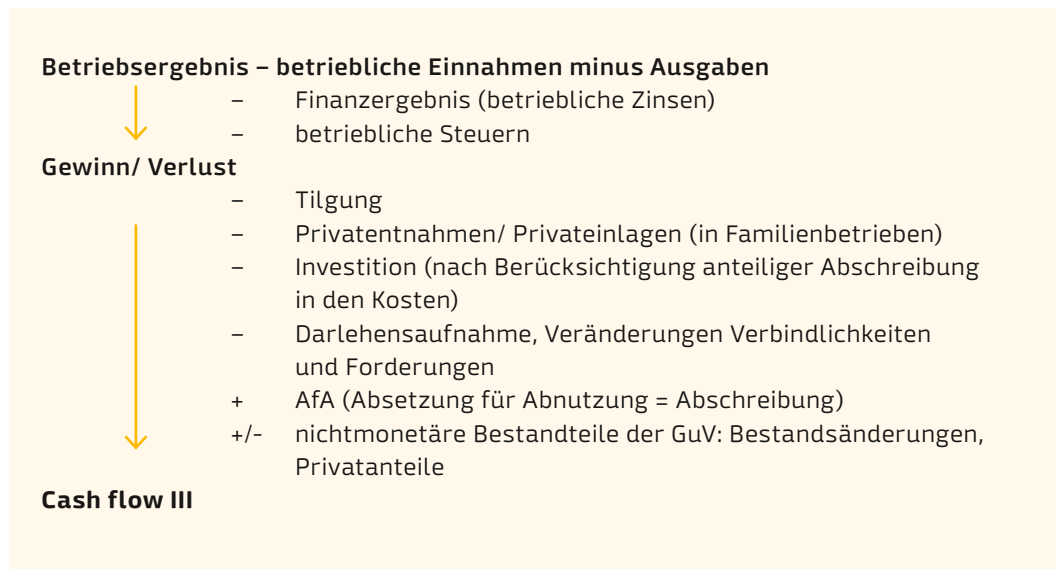 Betriebsergebnis – betriebliche Einnahmen minus Ausgaben
– Finanzergebnis (betriebliche Zinsen)
– betriebliche Steuern
Gewinn/ Verlust
– Tilgung
– Privatentnahmen/ Privateinlagen (in Familienbetrieben)
– Investition (nach Berücksichtigung anteiliger Abschreibung
in den Kosten)
– Darlehensaufnahme, Veränderungen Verbindlichkeiten
und Forderungen
+ AfA (Absetzung für Abnutzung = Abschreibung)
+/- nichtmonetäre Bestandteile der GuV: Bestandsänderungen,
Privatanteile
Cash flow III